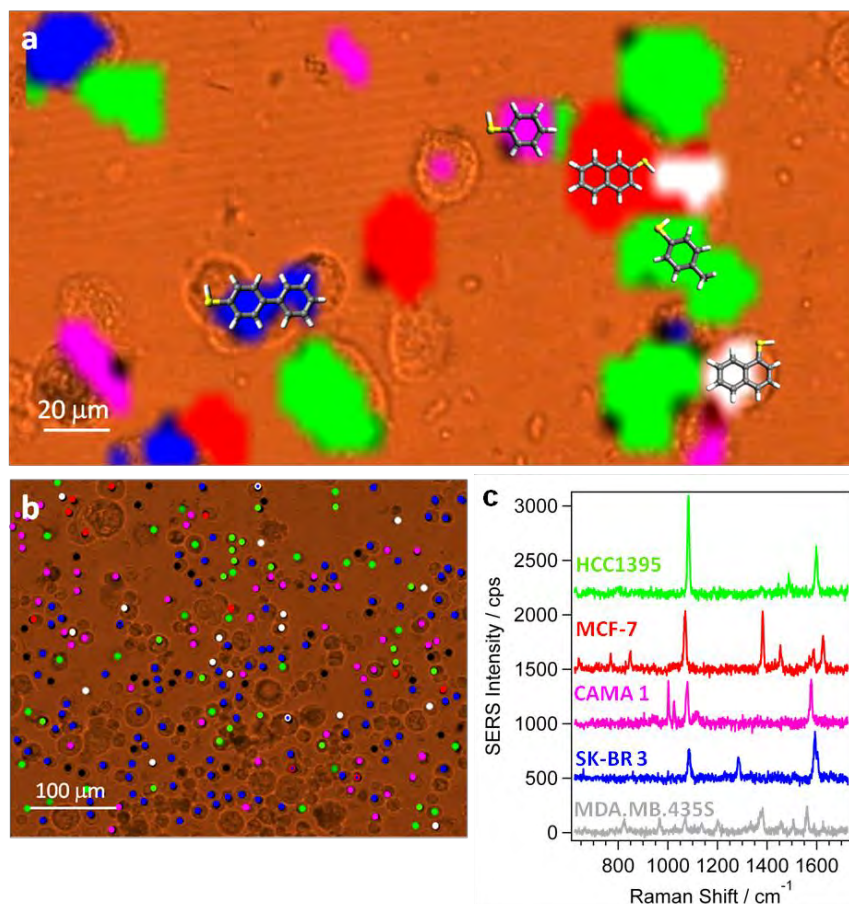 a
20 µm
b
100 µm
c
3000
2500
2000
1500
1000
500
0
HCC1395
MCF-7
CAMA 1
SK-BR 3
MDA.MB.435S
SERS Intensity / cps
800 1000 1200 1400 1600
Raman Shift / cm⁻¹